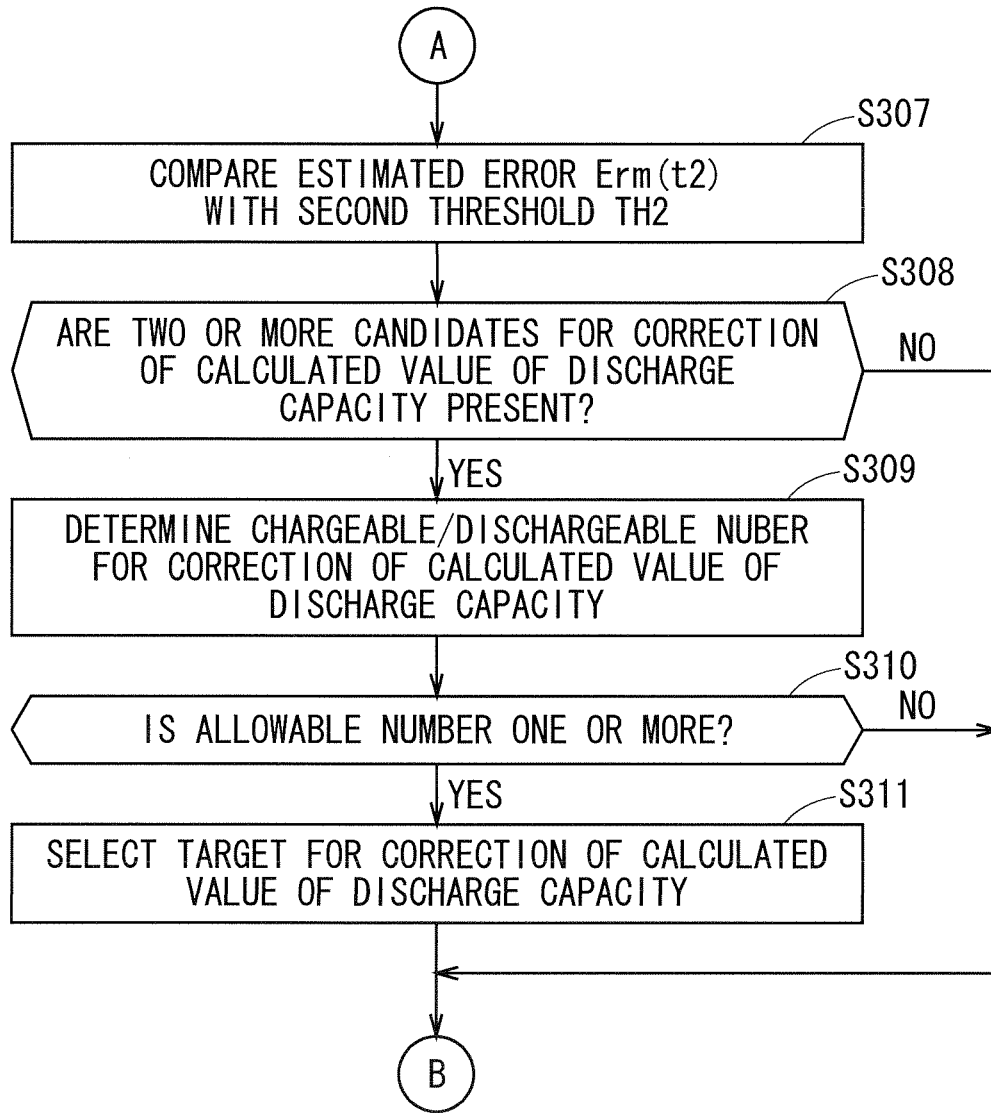 A
S307
COMPARE ESTIMATED ERROR Erm(t2)
WITH SECOND THRESHOLD TH2
S308
ARE TWO OR MORE CANDIDATES FOR CORRECTION
OF CALCULATED VALUE OF DISCHARGE
CAPACITY PRESENT?
NO
YES
S309
DETERMINE CHARGEABLE/DISCHARGEABLE NUBER
FOR CORRECTION OF CALCULATED VALUE OF
DISCHARGE CAPACITY
S310
IS ALLOWABLE NUMBER ONE OR MORE?
NO
YES
S311
SELECT TARGET FOR CORRECTION OF CALCULATED
VALUE OF DISCHARGE CAPACITY
B